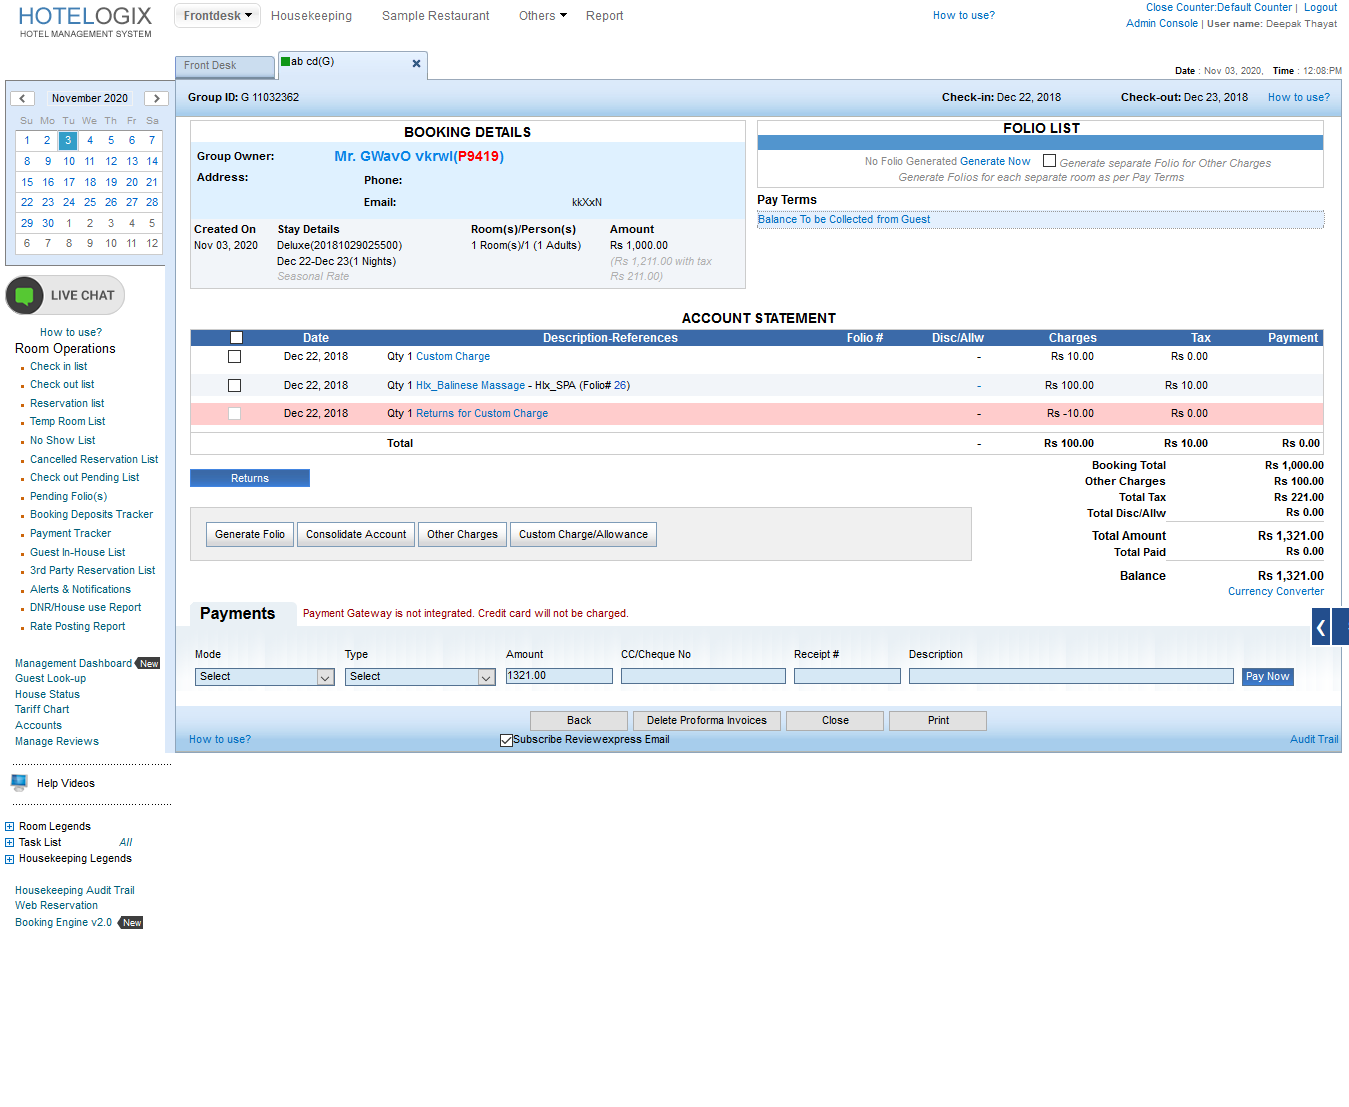 HOTELOGIX
HOTEL MANAGEMENT SYSTEM
Frontdesk Housekeeping Sample Restaurant Others Report
How to use?
Close Counter:Default Counter | Logout
Admin Console | User name: Deepak Thayat
Front Desk
ab cd(G)
Date : Nov 03, 2020, Time : 12:08:PM
November 2020
Su Mo Tu We Th Fr Sa
1 2 3 4 5 6 7
8 9 10 11 12 13 14
15 16 17 18 19 20 21
22 23 24 25 26 27 28
29 30 1 2 3 4 5
6 7 8 9 10 11 12
LIVE CHAT
How to use?
Room Operations
Check in list
Check out list
Reservation list
Temp Room List
No Show List
Cancelled Reservation List
Check out Pending List
Pending Folio(s)
Booking Deposits Tracker
Payment Tracker
Guest In-House List
3rd Party Reservation List
Alerts & Notifications
DNR/House use Report
Rate Posting Report
Management Dashboard New
Guest Look-up
House Status
Tariff Chart
Accounts
Manage Reviews
Help Videos
Room Legends
Task List All
Housekeeping Legends
Housekeeping Audit Trail
Web Reservation
Booking Engine v2.0 New
Group ID: G 11032362
Check-in: Dec 22, 2018 Check-out: Dec 23, 2018 How to use?
BOOKING DETAILS
Group Owner: Mr. GWavO vkrwl(P9419)
Address:
Phone:
Email: kkXxN
Created On Stay Details Room(s)/Person(s) Amount
Nov 03, 2020 Deluxe(20181029025500) 1 Room(s)/1 (1 Adults) Rs 1,000.00
Dec 22-Dec 23(1 Nights) (Rs 1,211.00 with tax
Seasonal Rate Rs 211.00)
FOLIO LIST
No Folio Generated Generate Now Generate separate Folio for Other Charges
Generate Folios for each separate room as per Pay Terms
Pay Terms
Balance To be Collected from Guest
ACCOUNT STATEMENT
Date Description-References Folio # Disc/Allw Charges Tax Payment
Dec 22, 2018 Qty 1 Custom Charge - Rs 10.00 Rs 0.00
Dec 22, 2018 Qty 1 Hlx_Balinese Massage - Hlx_SPA (Folio# 26) - Rs 100.00 Rs 10.00
Dec 22, 2018 Qty 1 Returns for Custom Charge - Rs -10.00 Rs 0.00
Total - Rs 100.00 Rs 10.00 Rs 0.00
Returns
Booking Total Rs 1,000.00
Other Charges Rs 100.00
Total Tax Rs 221.00
Total Disc/Allw Rs 0.00
Total Amount Rs 1,321.00
Total Paid Rs 0.00
Balance Rs 1,321.00
Currency Converter
Generate Folio Consolidate Account Other Charges Custom Charge/Allowance
Payments
Payment Gateway is not integrated. Credit card will not be charged.
Mode Type Amount CC/Cheque No Receipt # Description
Select Select 1321.00 Pay Now
Back Delete Proforma Invoices Close Print
How to use? Subscribe Reviewexpress Email Audit Trail